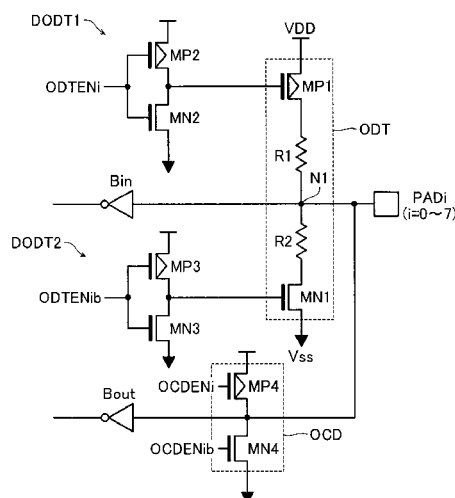 DODT1
MP2
VDD
ODTENi
MP1
MN2
ODT
R1
Bin
N1
PADi
(i=0～7)
DODT2
R2
MP3
ODTENib
MN1
MN3
Vss
OCDENi
MP4
Bout
OCDENib
MN4
OCD